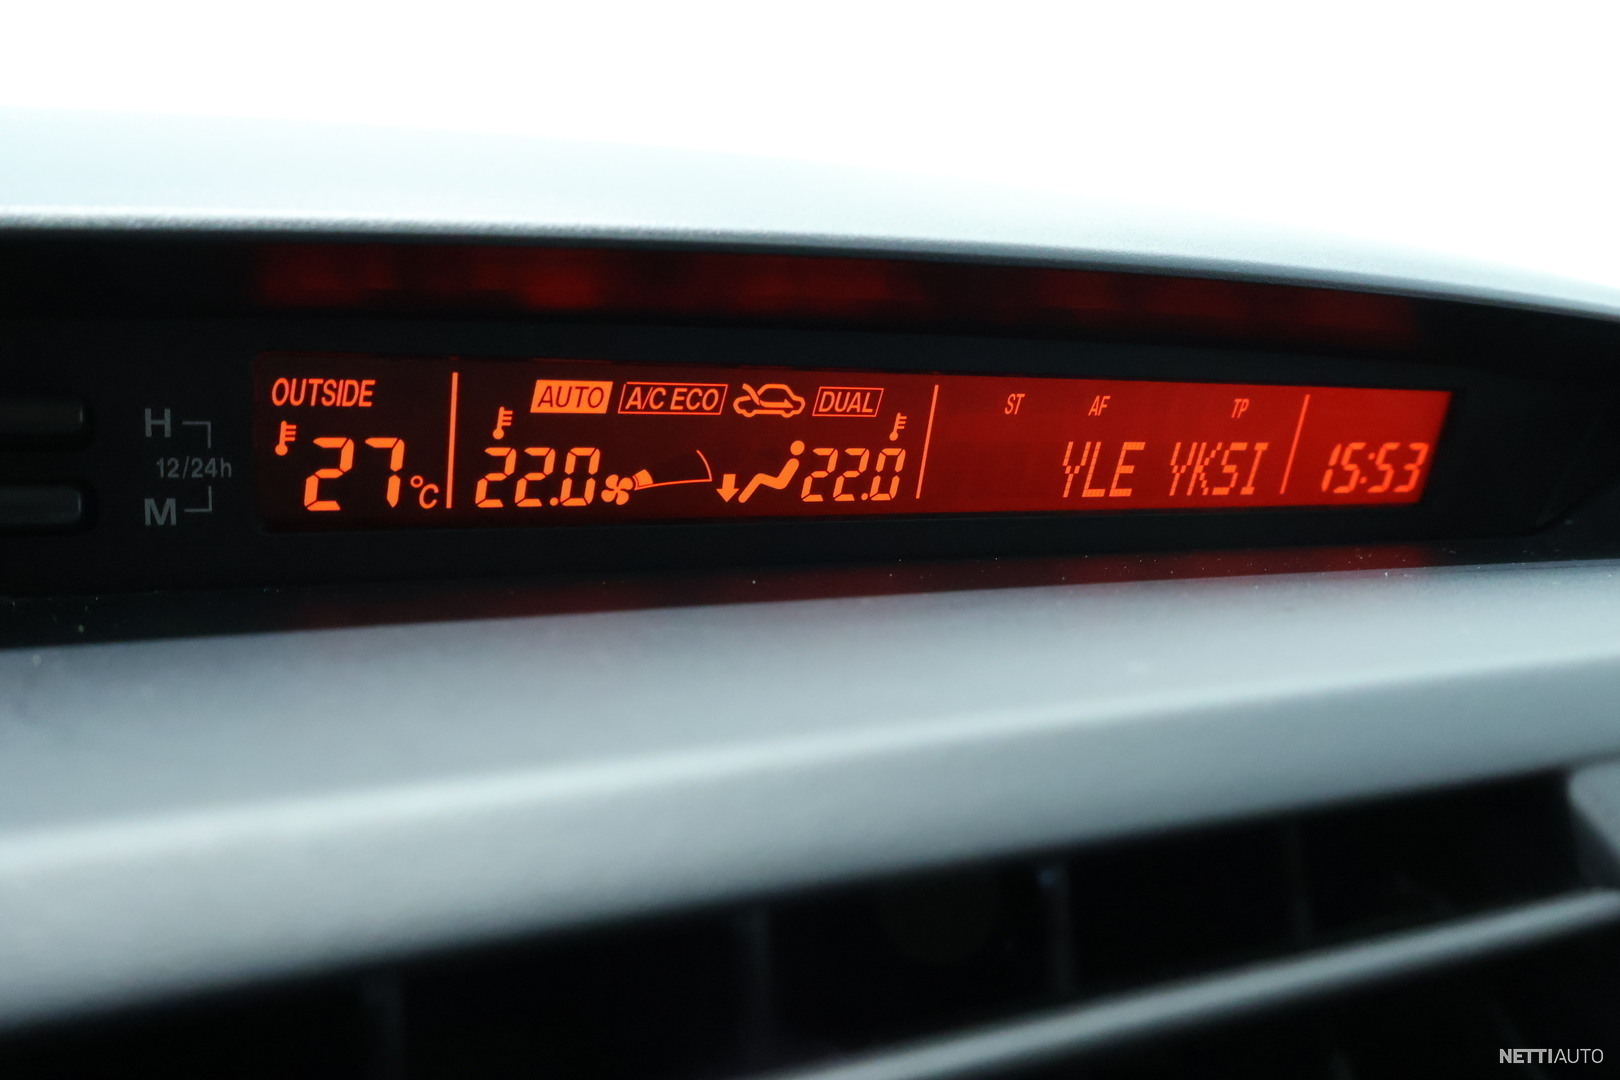 OUTSIDE AUTO A/C ECO DUAL ST AF TP
27°C 22.0 22.0 YLE YKSI 15:53
H
12/24h
M
NETTIAUTO